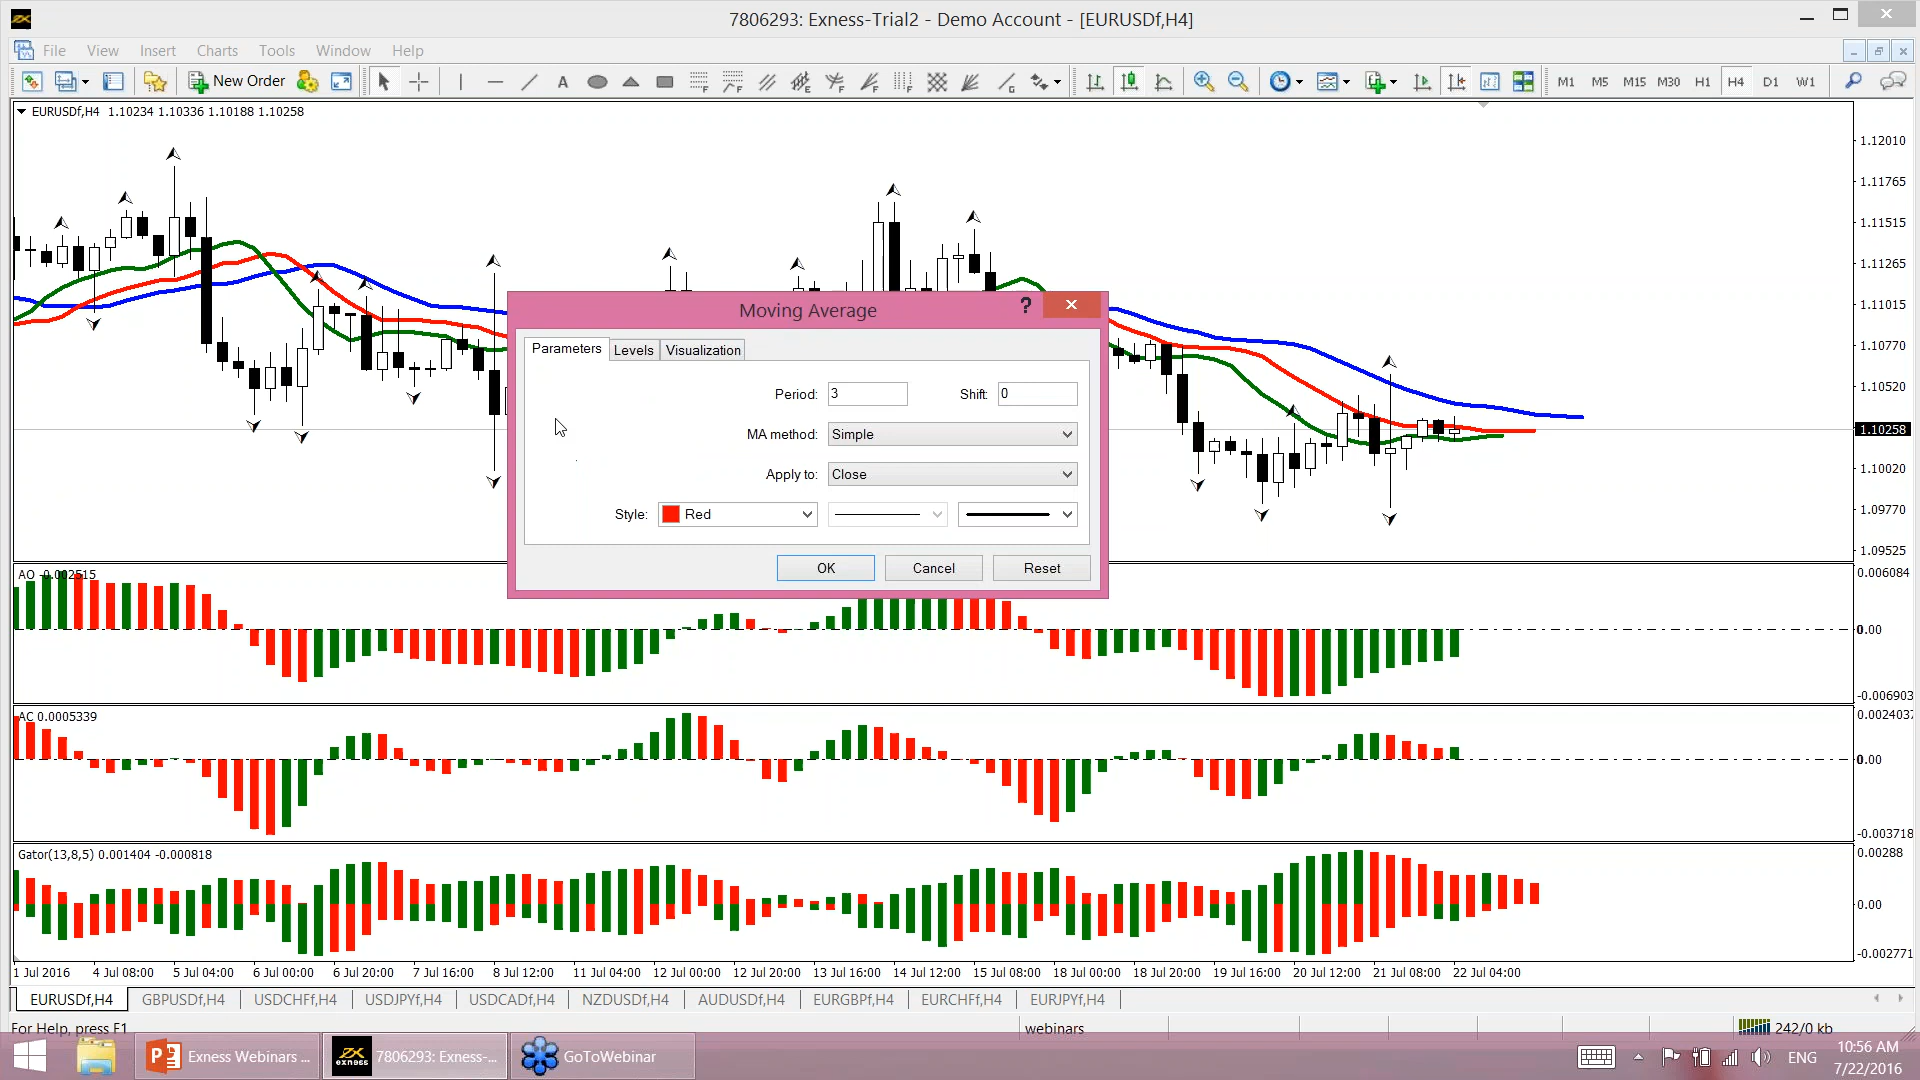 7806293: Exness-Trial2 - Demo Account - [EURUSDf,H4]
File View Insert Charts Tools Window Help
New Order A M1 M5 M15 M30 H1 H4 D1 W1
EURUSDf,H4 1.10234 1.10336 1.10188 1.10258
1.12010
1.11765
1.11515
1.11265
1.11015
1.10770
1.10520
1.10258
1.10020
1.09770
1.09525
Moving Average ?
Parameters Levels Visualization
Period: 3 Shift: 0
MA method: Simple
Apply to: Close
Style: Red
OK Cancel Reset
AO -0.002515
0.006084
0.00
-0.006903
AC 0.0005339
0.002403
0.00
-0.003718
Gator(13,8,5) 0.001404 -0.000818
0.00288
0.00
-0.002771
1 Jul 2016 4 Jul 08:00 5 Jul 04:00 6 Jul 00:00 6 Jul 20:00 7 Jul 16:00 8 Jul 12:00 11 Jul 04:00 12 Jul 00:00 12 Jul 20:00 13 Jul 16:00 14 Jul 12:00 15 Jul 08:00 18 Jul 00:00 18 Jul 20:00 19 Jul 16:00 20 Jul 12:00 21 Jul 08:00 22 Jul 04:00
EURUSDf,H4 GBPUSDf,H4 USDCHFf,H4 USDJPYf,H4 USDCADf,H4 NZDUSDf,H4 AUDUSDf,H4 EURGBPf,H4 EURCHFf,H4 EURJPYf,H4
For Help, press F1 webinars 242/0 kb
Exness Webinars ... exness 7806293: Exness-... GoToWebinar ENG 10:56 AM
7/22/2016